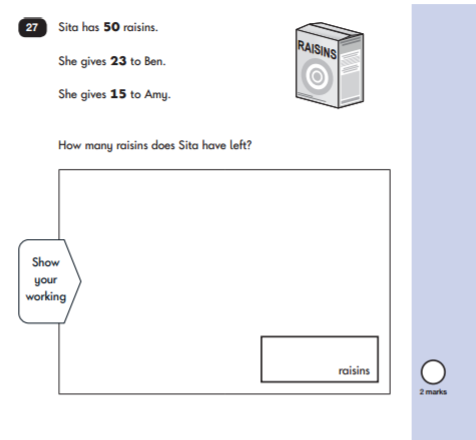 27 Sita has 50 raisins.
She gives 23 to Ben.
She gives 15 to Amy.
RAISINS
How many raisins does Sita have left?
Show
your
working
raisins
2 marks